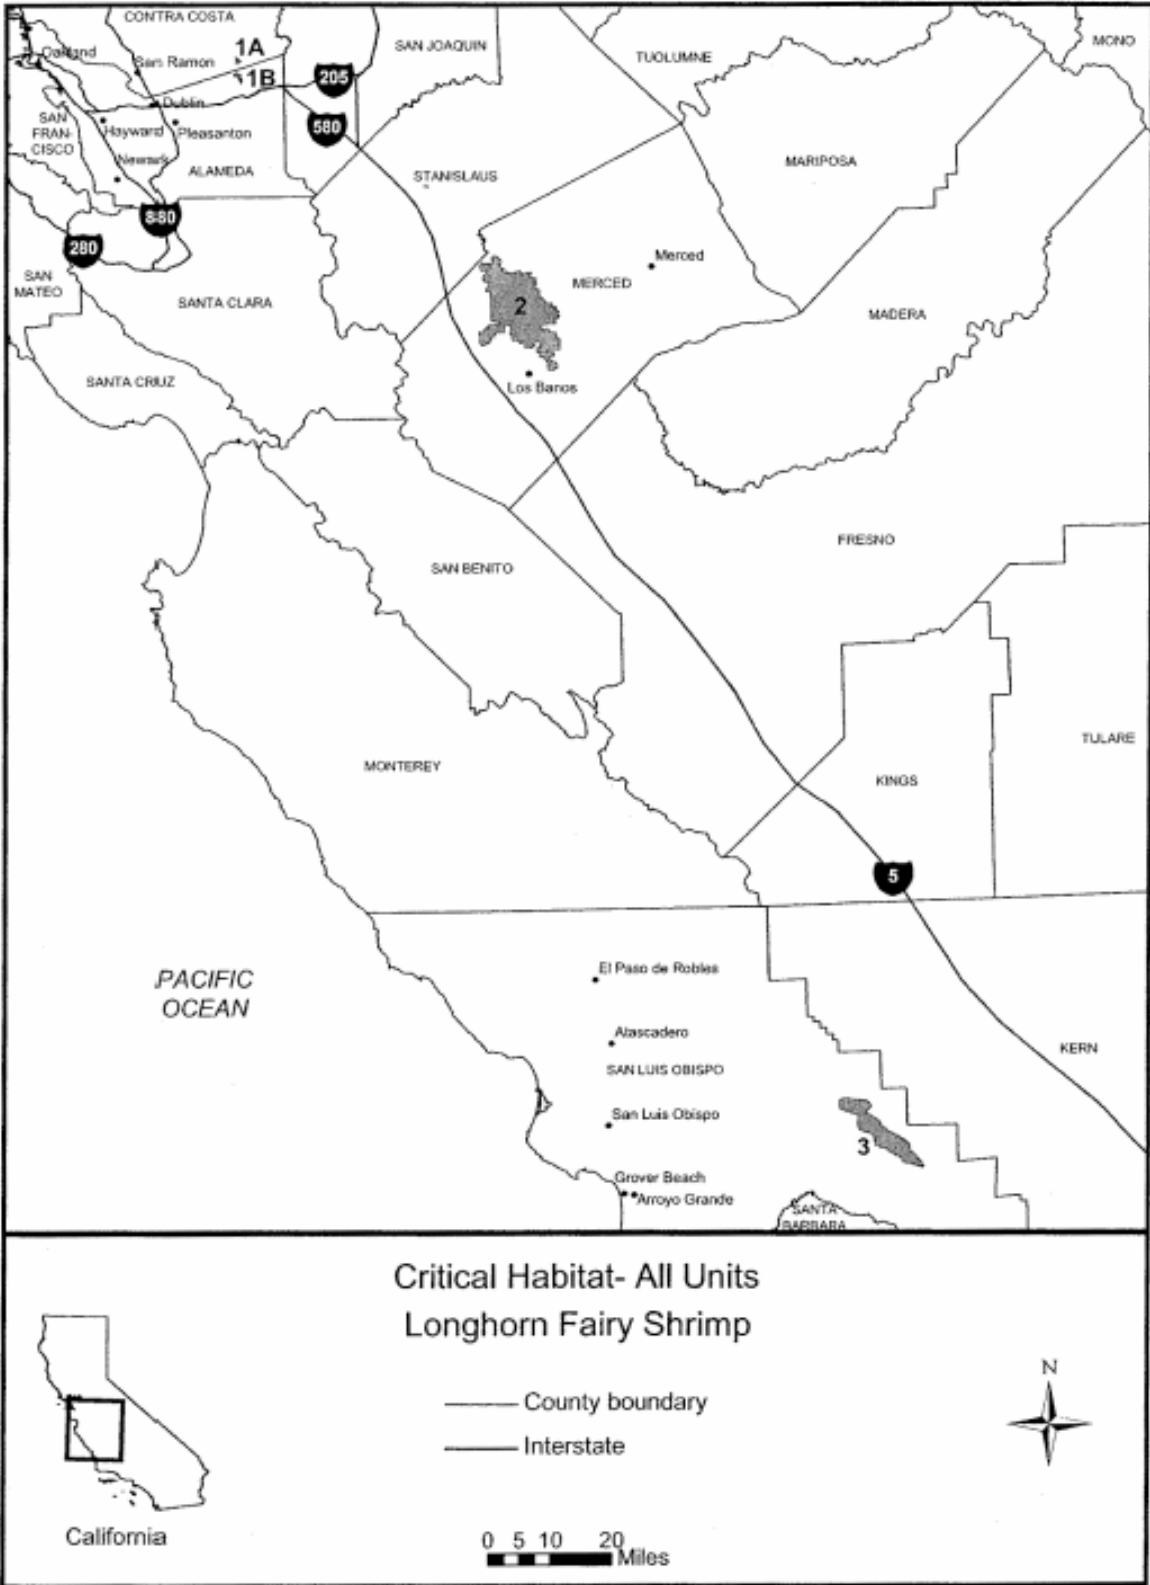 CONTRA COSTA
1A
SAN JOAQUIN
TUOLUMNE
MONO
Oakland
San Ramon
1B
205
Dublin
SAN
FRAN-
CISCO
Hayward
Pleasanton
580
Newark
ALAMEDA
STANISLAUS
MARIPOSA
880
280
SAN
MATEO
SANTA CLARA
Merced
MERCED
2
MADERA
SANTA CRUZ
Los Banos
FRESNO
SAN BENITO
TULARE
MONTEREY
KINGS
5
PACIFIC
OCEAN
El Paso de Robles
Atascadero
SAN LUIS OBISPO
KERN
San Luis Obispo
3
Grover Beach
Arroyo Grande
SANTA
BARBARA
Critical Habitat- All Units
Longhorn Fairy Shrimp
County boundary
Interstate
N
California
0 5 10 20
Miles